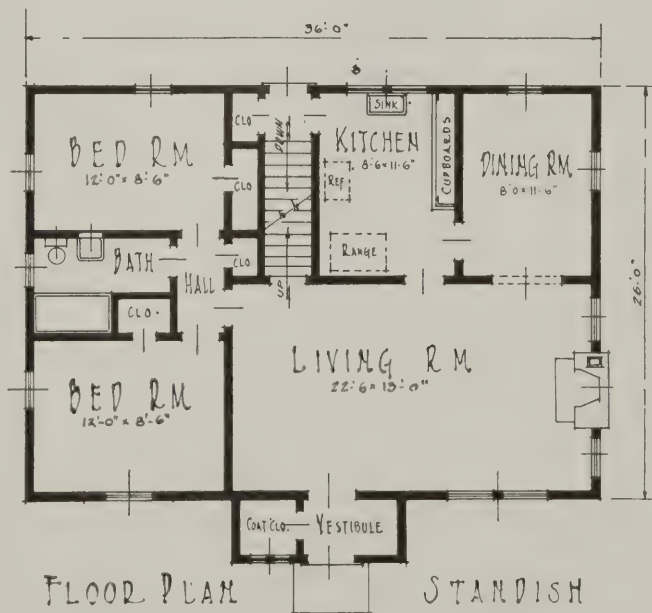 36'-0"
BED RM
12'-0" x 8'-6"
CLO
CLO
DOWN
SINK
KITCHEN
8'-6 x 11'-6"
REF.
CUPBOARDS
RANGE
DINING RM
8'-0 x 11'-6"
BATH
HALL
CLO
UP
CLO.
26'-0"
LIVING RM
22'-6 x 13'-0"
BED RM
12'-0" x 8'-6"
COAT CLO.
VESTIBULE
FLOOR PLAN
STANDISH